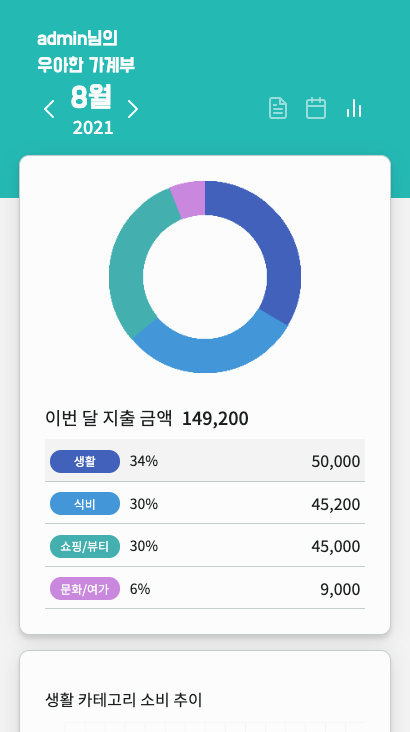 admin님의
우아한 가계부
8월
2021
이번 달 지출 금액 149,200
생활 34% 50,000
식비 30% 45,200
쇼핑/뷰티 30% 45,000
문화/여가 6% 9,000
생활 카테고리 소비 추이